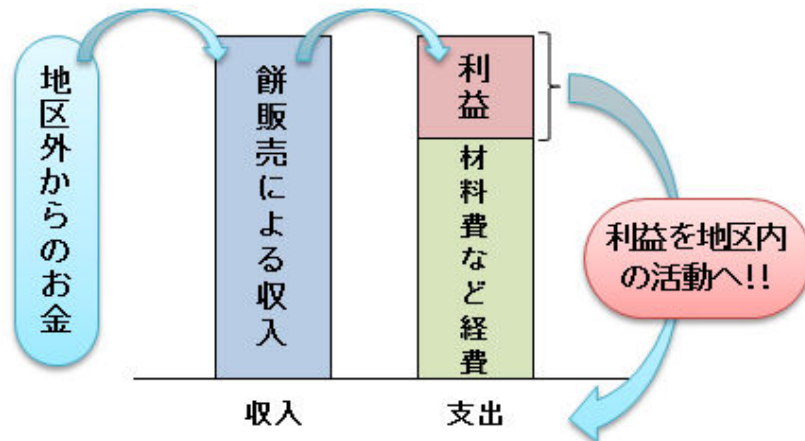 地区外からのお金
餅販売による収入
利益
材料費など経費
利益を地区内
の活動へ!!
収入
支出